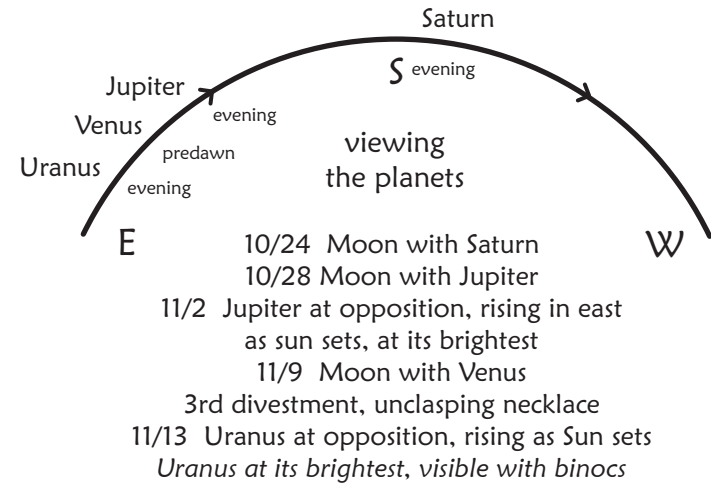 Saturn
S evening
Jupiter
evening
Venus
predawn
Uranus
evening
viewing
the planets
E
W
10/24 Moon with Saturn
10/28 Moon with Jupiter
11/2 Jupiter at opposition, rising in east
as sun sets, at its brightest
11/9 Moon with Venus
3rd divestment, unclasping necklace
11/13 Uranus at opposition, rising as Sun sets
Uranus at its brightest, visible with binocs